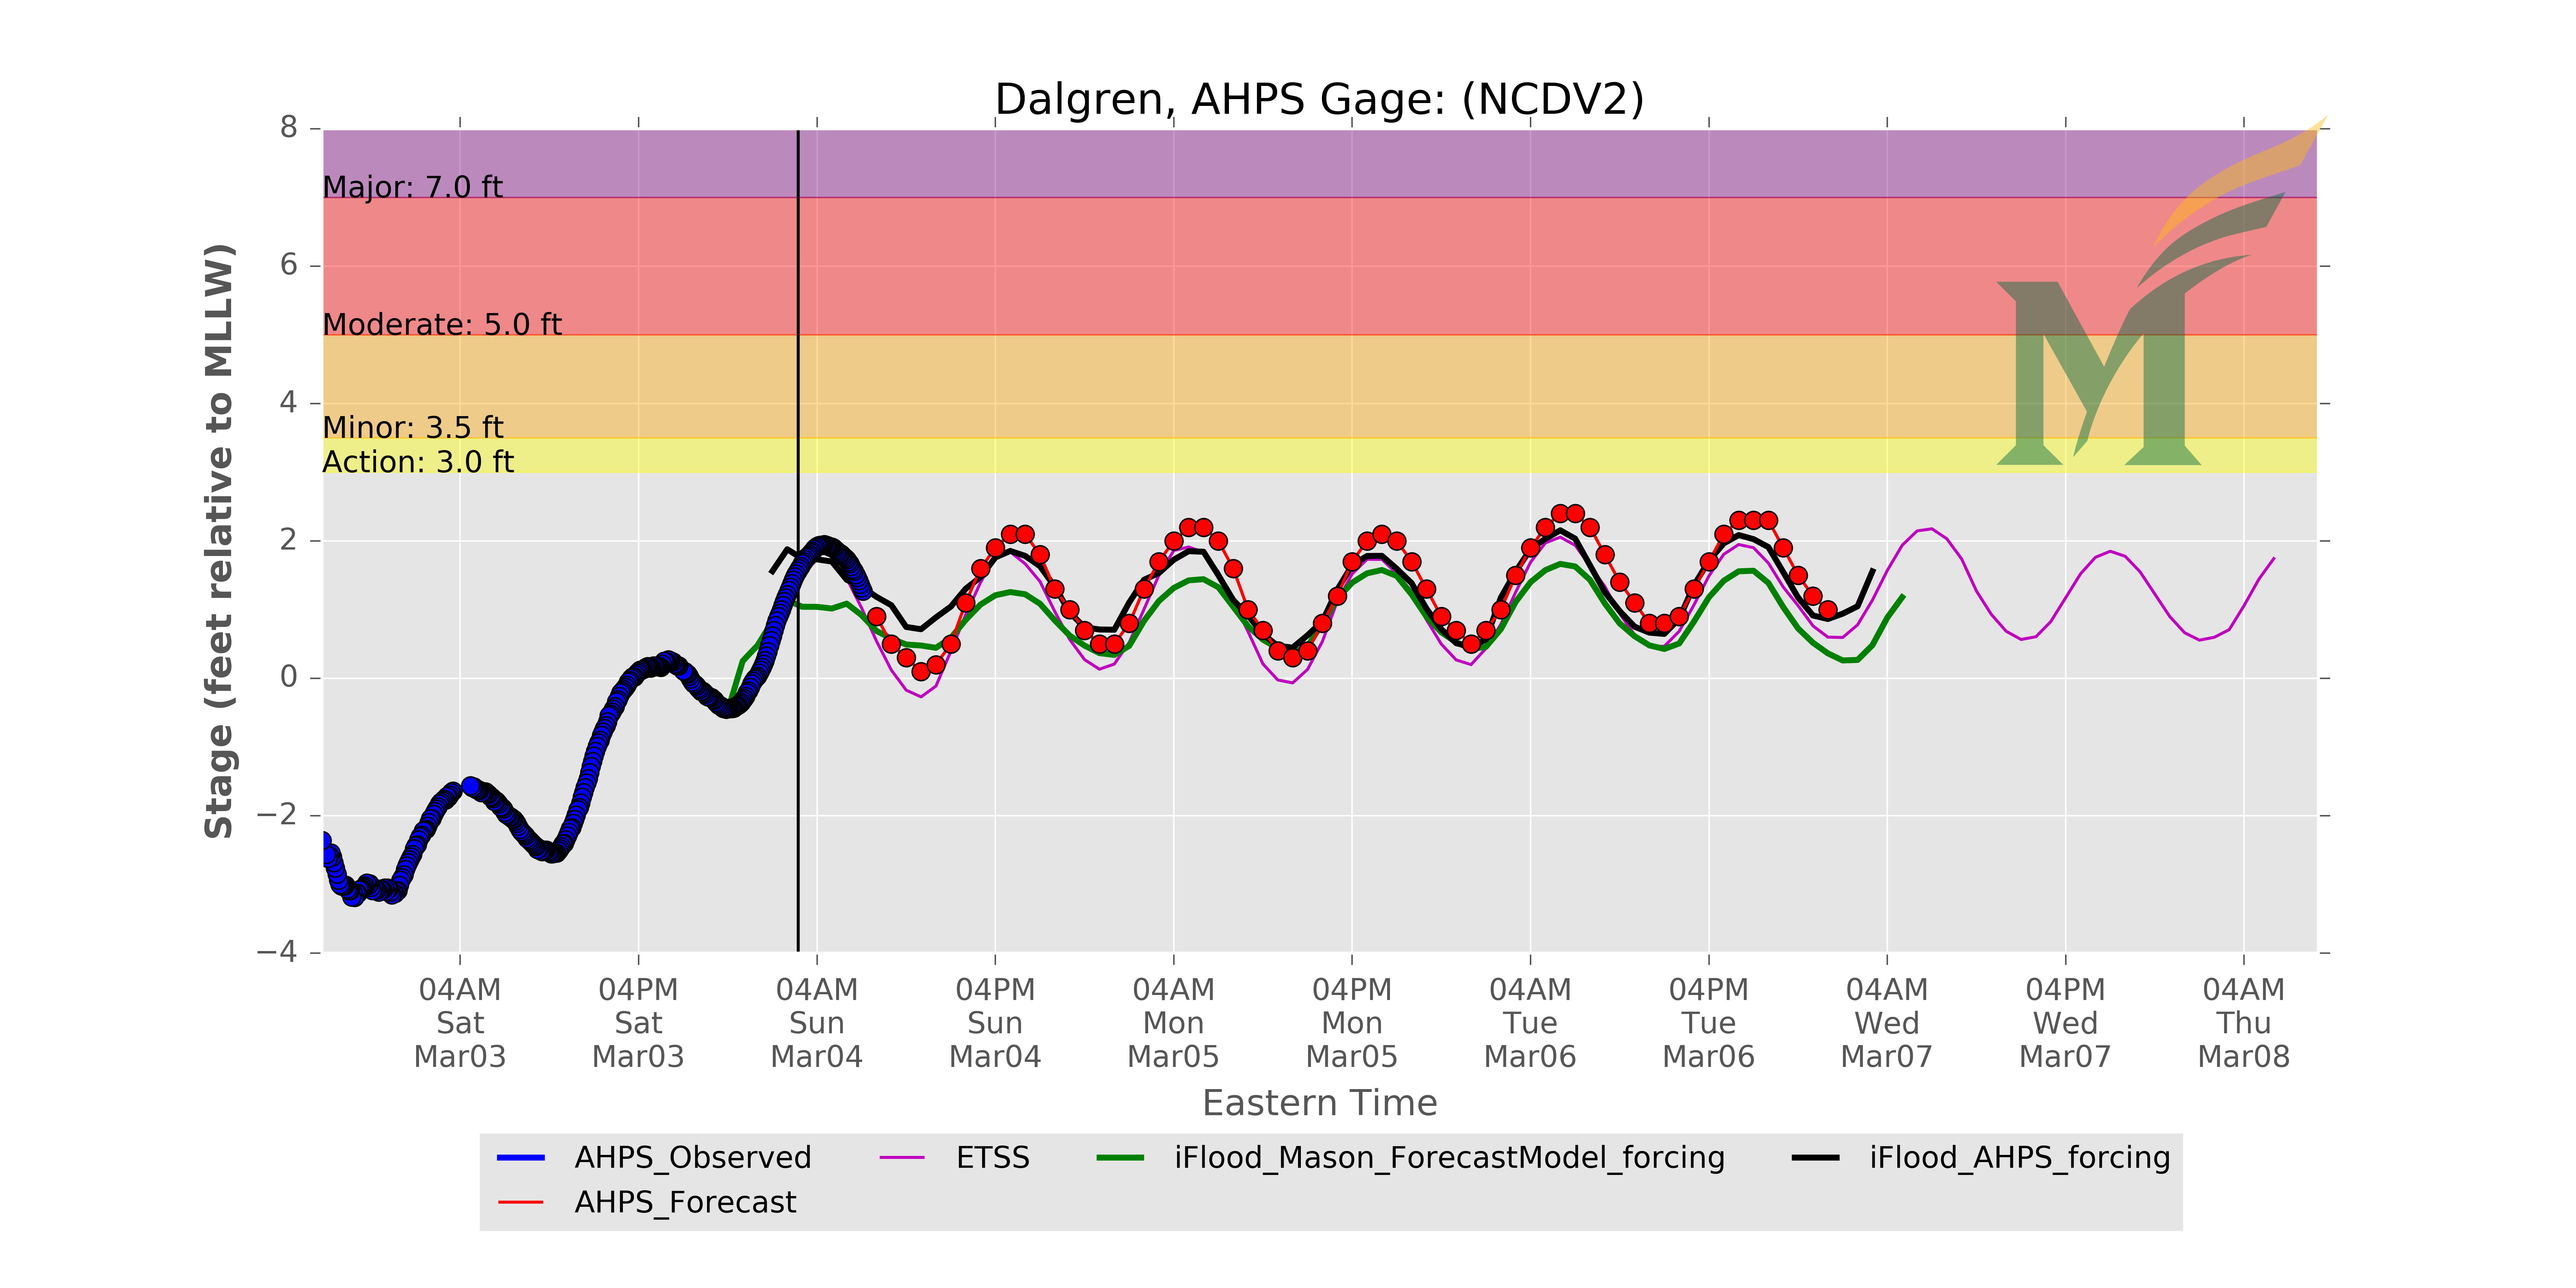 Dalgren, AHPS Gage: (NCDV2)
Stage (feet relative to MLLW)
8
6
4
2
0
−2
−4
Major: 7.0 ft
Moderate: 5.0 ft
Minor: 3.5 ft
Action: 3.0 ft
M
04AM 04PM 04AM 04PM 04AM 04PM 04AM 04PM 04AM 04PM 04AM
Sat Sat Sun Sun Mon Mon Tue Tue Wed Wed Thu
Mar03 Mar03 Mar04 Mar04 Mar05 Mar05 Mar06 Mar06 Mar07 Mar07 Mar08
Eastern Time
AHPS_Observed ETSS iFlood_Mason_ForecastModel_forcing iFlood_AHPS_forcing
AHPS_Forecast